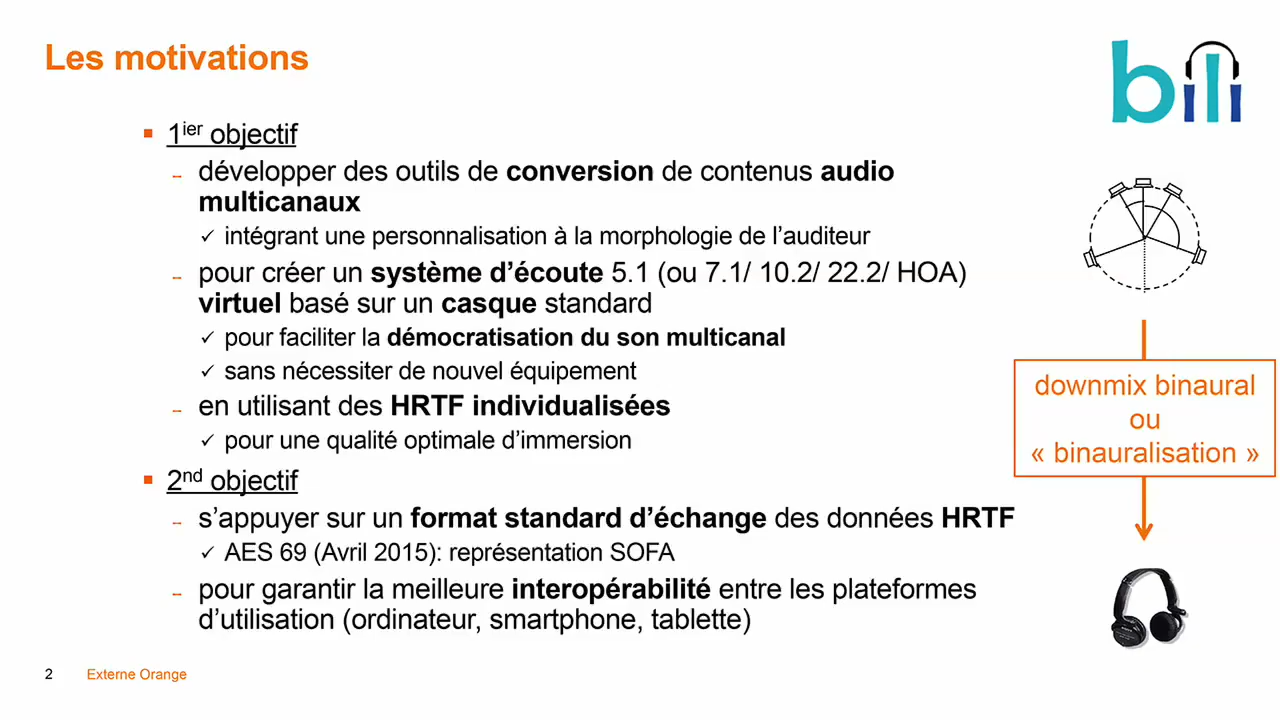 Les motivations
bili
1ier objectif
développer des outils de conversion de contenus audio
multicanaux
intégrant une personnalisation à la morphologie de l’auditeur
pour créer un système d’écoute 5.1 (ou 7.1/ 10.2/ 22.2/ HOA)
virtuel basé sur un casque standard
pour faciliter la démocratisation du son multicanal
sans nécessiter de nouvel équipement
en utilisant des HRTF individualisées
pour une qualité optimale d’immersion
2nd objectif
s’appuyer sur un format standard d’échange des données HRTF
AES 69 (Avril 2015): représentation SOFA
pour garantir la meilleure interopérabilité entre les plateformes
d’utilisation (ordinateur, smartphone, tablette)
downmix binaural
ou
« binauralisation »
2 Externe Orange